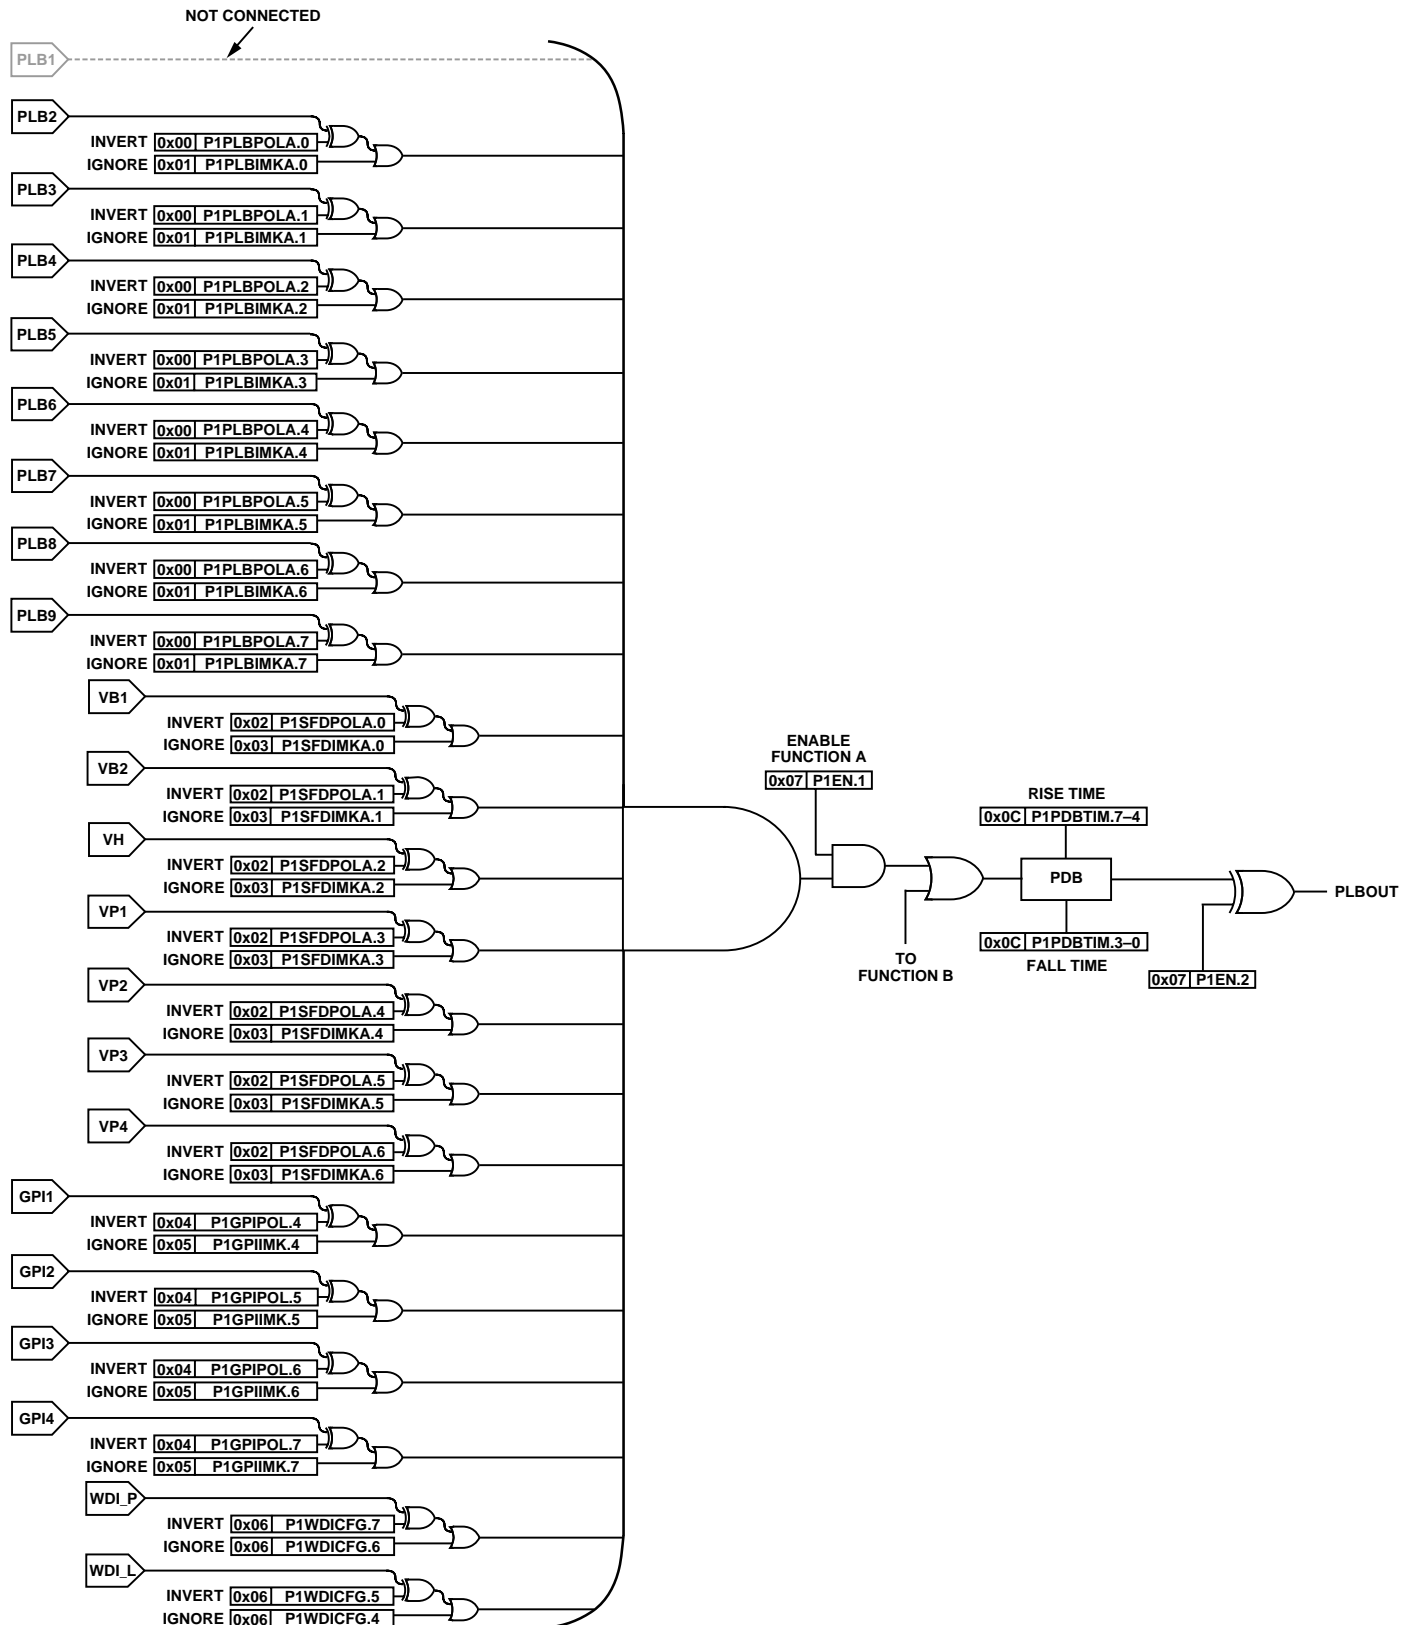 NOT CONNECTED
PLB1
PLB2
INVERT 0x00 P1PLBPOLA.0
IGNORE 0x01 P1PLBIMKA.0
PLB3
INVERT 0x00 P1PLBPOLA.1
IGNORE 0x01 P1PLBIMKA.1
PLB4
INVERT 0x00 P1PLBPOLA.2
IGNORE 0x01 P1PLBIMKA.2
PLB5
INVERT 0x00 P1PLBPOLA.3
IGNORE 0x01 P1PLBIMKA.3
PLB6
INVERT 0x00 P1PLBPOLA.4
IGNORE 0x01 P1PLBIMKA.4
PLB7
INVERT 0x00 P1PLBPOLA.5
IGNORE 0x01 P1PLBIMKA.5
PLB8
INVERT 0x00 P1PLBPOLA.6
IGNORE 0x01 P1PLBIMKA.6
PLB9
INVERT 0x00 P1PLBPOLA.7
IGNORE 0x01 P1PLBIMKA.7
VB1
INVERT 0x02 P1SFDPOLA.0
IGNORE 0x03 P1SFDIMKA.0
VB2
INVERT 0x02 P1SFDPOLA.1
IGNORE 0x03 P1SFDIMKA.1
VH
INVERT 0x02 P1SFDPOLA.2
IGNORE 0x03 P1SFDIMKA.2
VP1
INVERT 0x02 P1SFDPOLA.3
IGNORE 0x03 P1SFDIMKA.3
VP2
INVERT 0x02 P1SFDPOLA.4
IGNORE 0x03 P1SFDIMKA.4
VP3
INVERT 0x02 P1SFDPOLA.5
IGNORE 0x03 P1SFDIMKA.5
VP4
INVERT 0x02 P1SFDPOLA.6
IGNORE 0x03 P1SFDIMKA.6
GPI1
INVERT 0x04 P1GPIPOL.4
IGNORE 0x05 P1GPIIMK.4
GPI2
INVERT 0x04 P1GPIPOL.5
IGNORE 0x05 P1GPIIMK.5
GPI3
INVERT 0x04 P1GPIPOL.6
IGNORE 0x05 P1GPIIMK.6
GPI4
INVERT 0x04 P1GPIPOL.7
IGNORE 0x05 P1GPIIMK.7
WDI_P
INVERT 0x06 P1WDICFG.7
IGNORE 0x06 P1WDICFG.6
WDI_L
INVERT 0x06 P1WDICFG.5
IGNORE 0x06 P1WDICFG.4
ENABLE
FUNCTION A
0x07 P1EN.1
TO
FUNCTION B
RISE TIME
0x0C P1PDBTIM.7–4
PDB
0x0C P1PDBTIM.3–0
FALL TIME
0x07 P1EN.2
PLBOUT